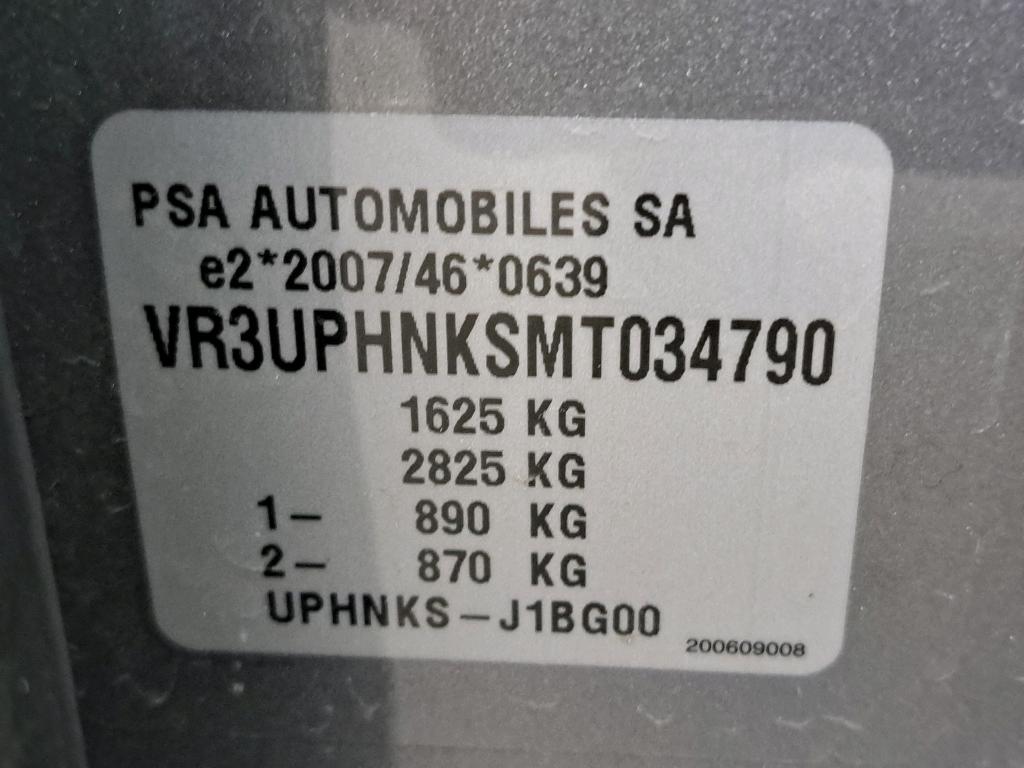 PSA AUTOMOBILES SA
e2*2007/46*0639
VR3UPHNKSMT034790
1625 KG
2825 KG
1- 890 KG
2- 870 KG
UPHNKS-J1BG00
200609008